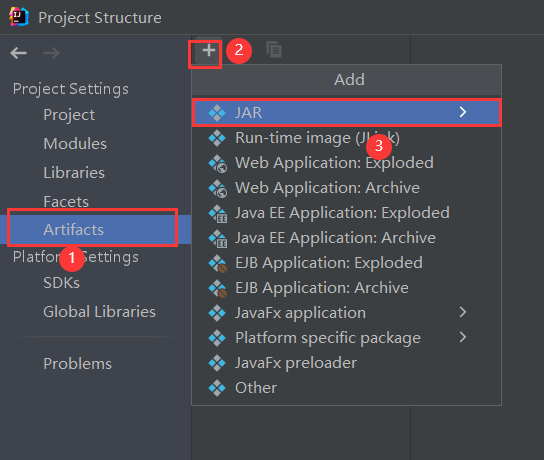 Project Structure
2
Add
Project Settings
Project
Modules
Libraries
Facets
Artifacts
1
Platform Settings
SDKs
Global Libraries
Problems
JAR
Run-time image (JLink)
3
Web Application: Exploded
Web Application: Archive
Java EE Application: Exploded
Java EE Application: Archive
EJB Application: Exploded
EJB Application: Archive
JavaFx application
Platform specific package
JavaFx preloader
Other